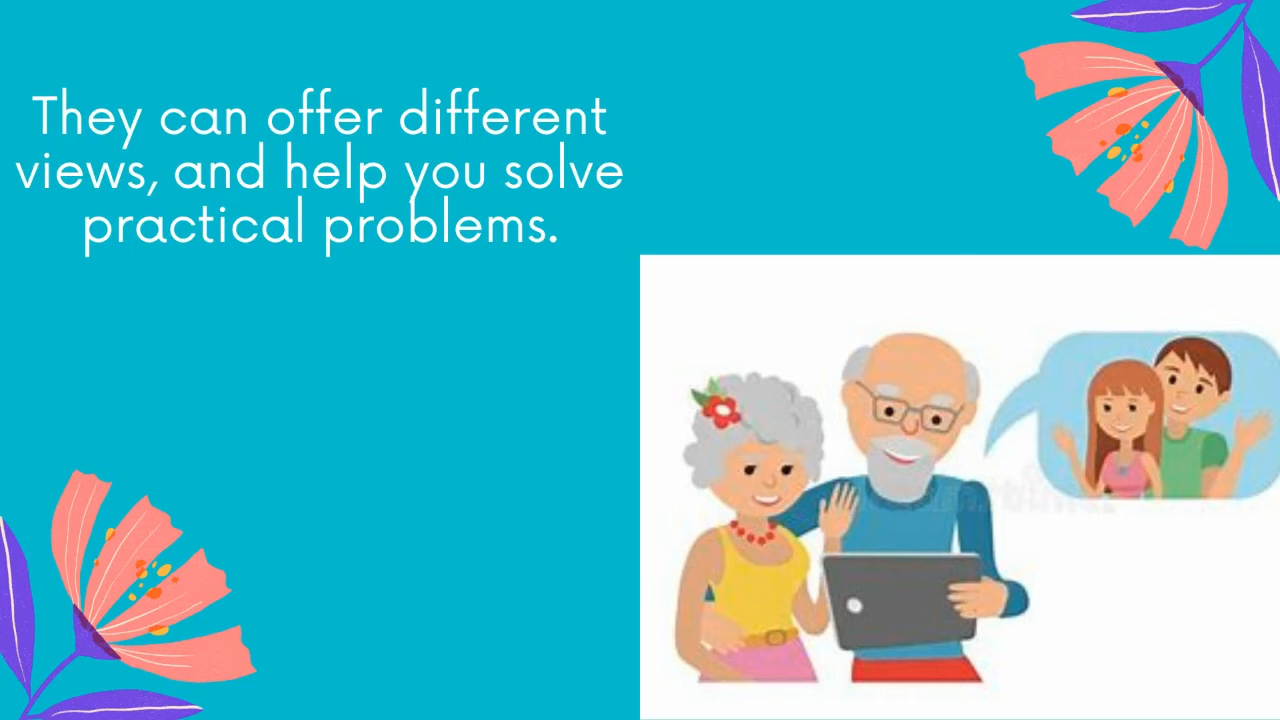 They can offer different
views, and help you solve
practical problems.